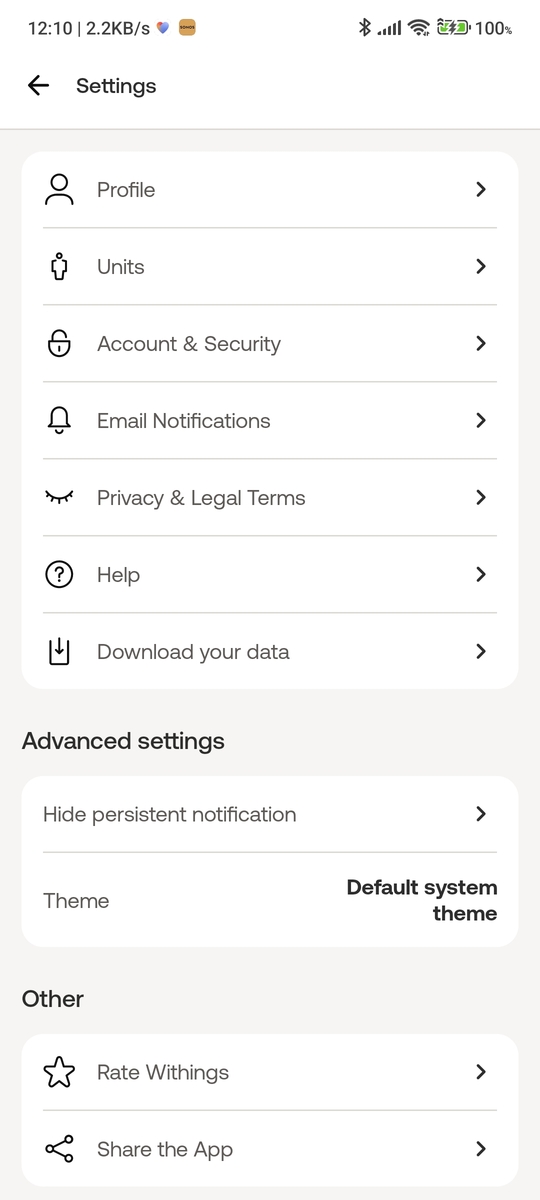 12:10 | 2.2KB/s SONOS 100%
Settings
Profile
Units
Account & Security
Email Notifications
Privacy & Legal Terms
Help
Download your data
Advanced settings
Hide persistent notification
Default system
Theme
theme
Other
Rate Withings
Share the App